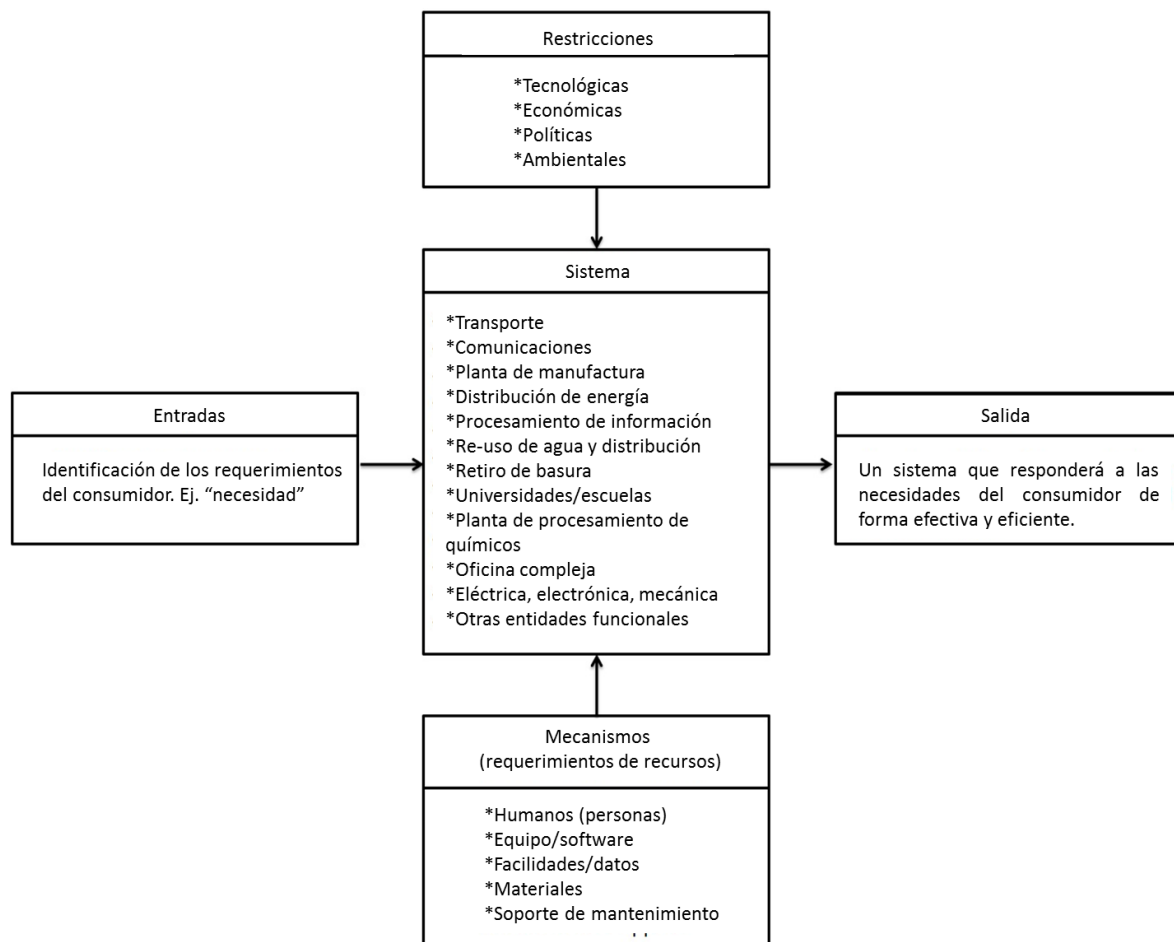 Restricciones
*Tecnológicas
*Económicas
*Políticas
*Ambientales
Sistema
*Transporte
*Comunicaciones
*Planta de manufactura
*Distribución de energía
*Procesamiento de información
*Re-uso de agua y distribución
*Retiro de basura
*Universidades/escuelas
*Planta de procesamiento de
químicos
*Oficina compleja
*Eléctrica, electrónica, mecánica
*Otras entidades funcionales
Entradas
Identificación de los requerimientos
del consumidor. Ej. “necesidad”
Salida
Un sistema que responderá a las
necesidades del consumidor de
forma efectiva y eficiente.
Mecanismos
(requerimientos de recursos)
*Humanos (personas)
*Equipo/software
*Facilidades/datos
*Materiales
*Soporte de mantenimiento